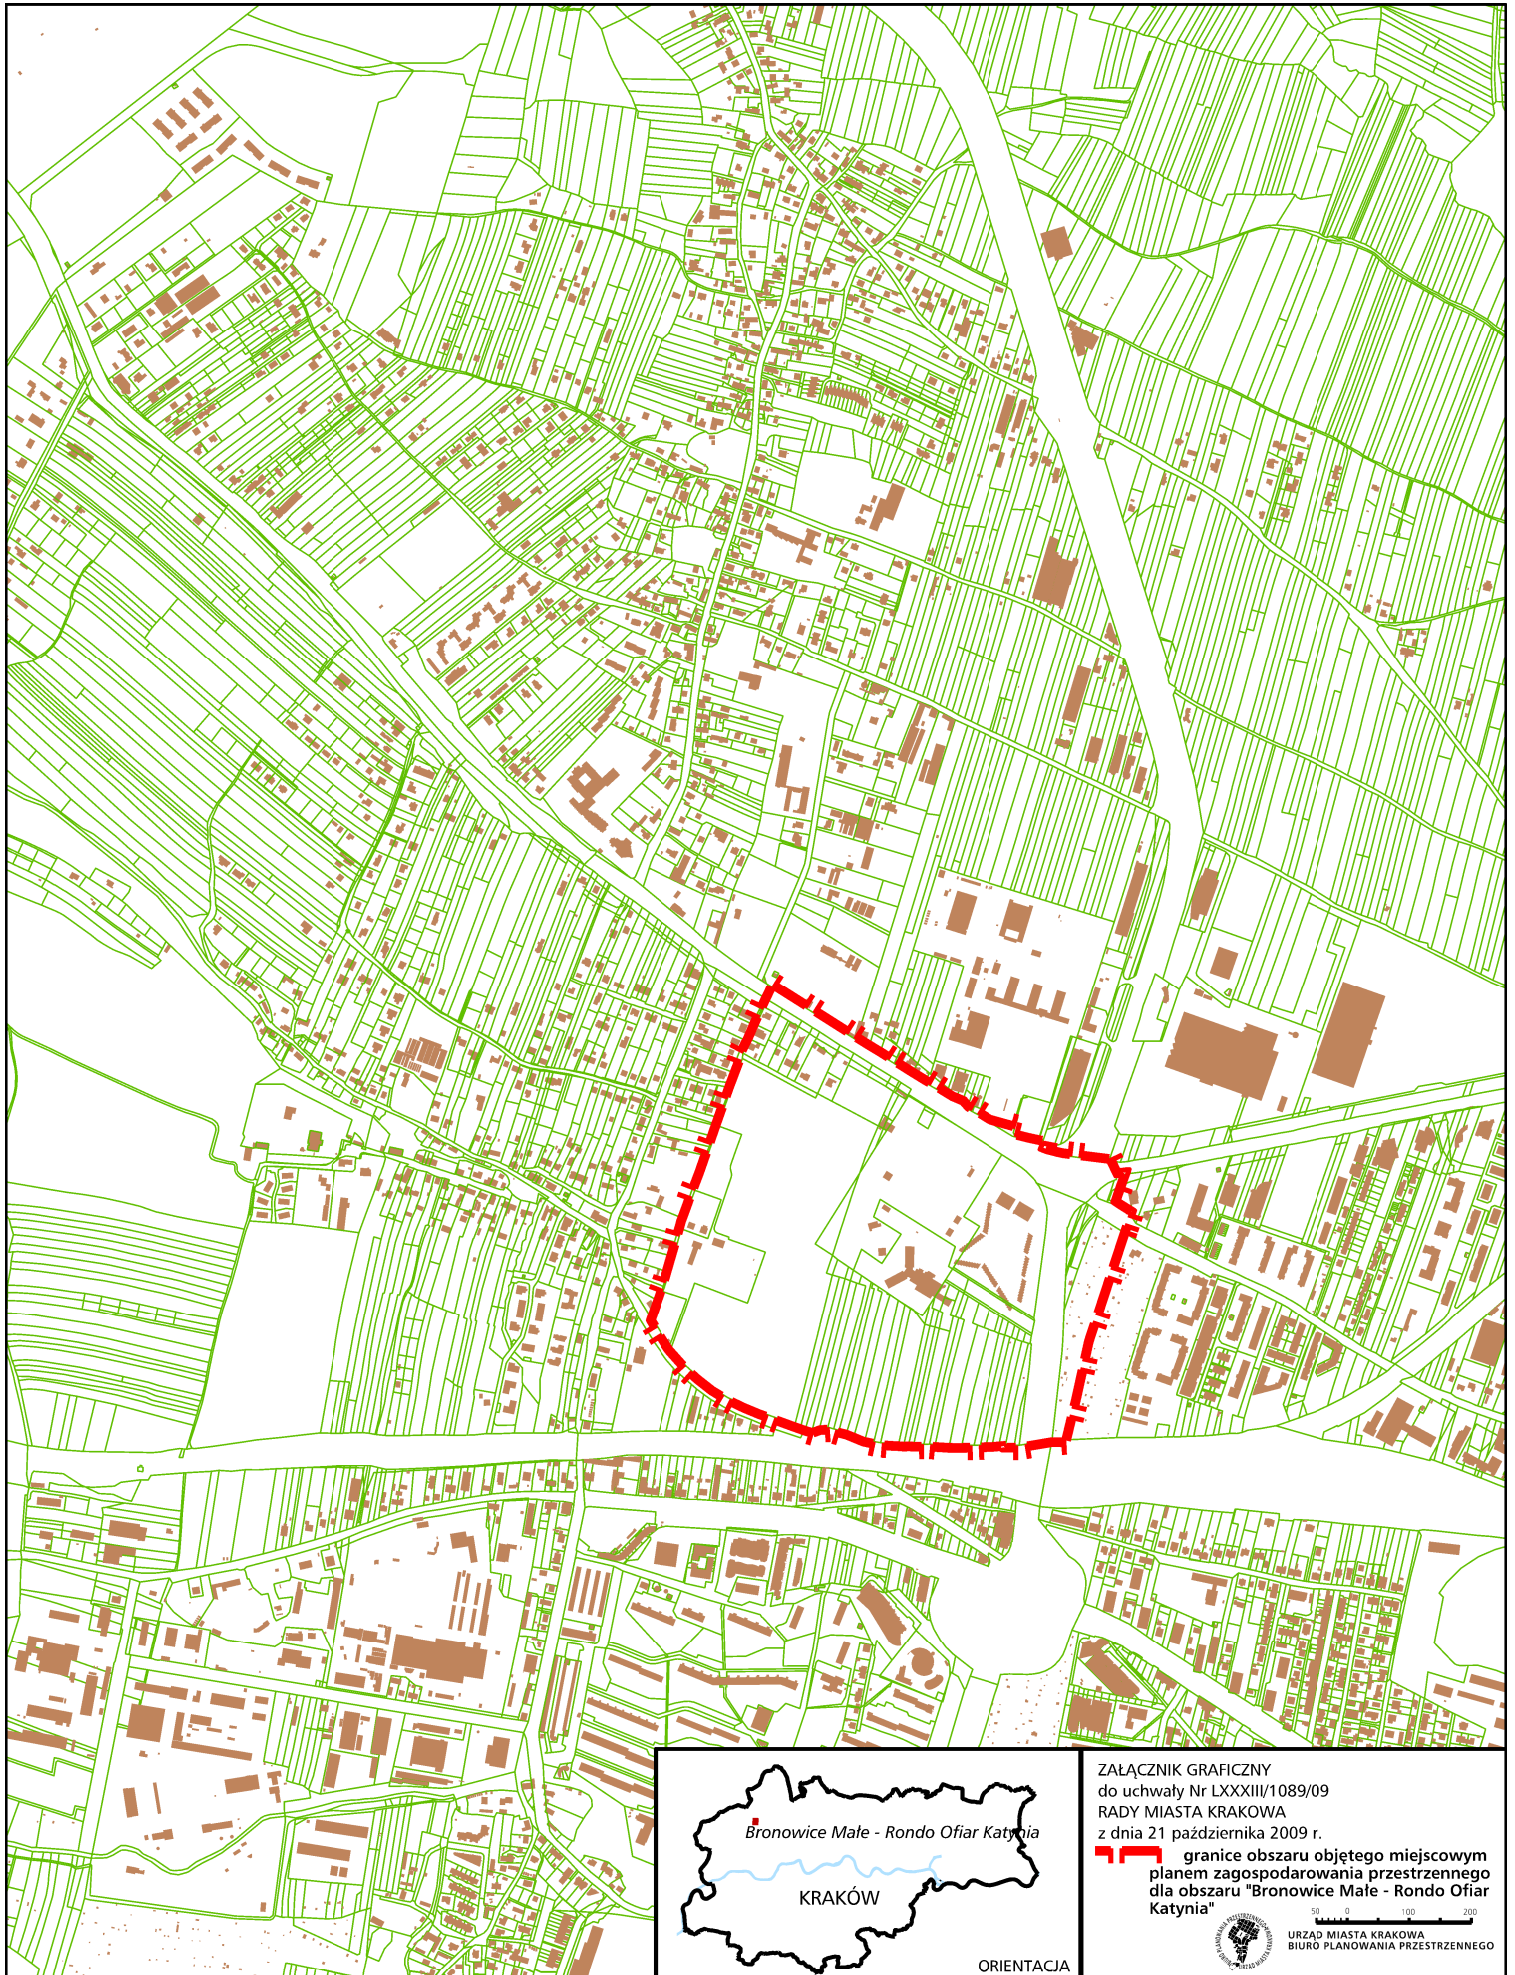 Bronowice Małe - Rondo Ofiar Katynia
KRAKÓW
ORIENTACJA
ZAŁĄCZNIK GRAFICZNY
do uchwały Nr LXXXIII/1089/09
RADY MIASTA KRAKOWA
z dnia 21 października 2009 r.
granice obszaru objętego miejscowym
planem zagospodarowania przestrzennego
dla obszaru "Bronowice Małe - Rondo Ofiar
Katynia"
50 0 100 200
URZĄD MIASTA KRAKOWA
BIURO PLANOWANIA PRZESTRZENNEGO